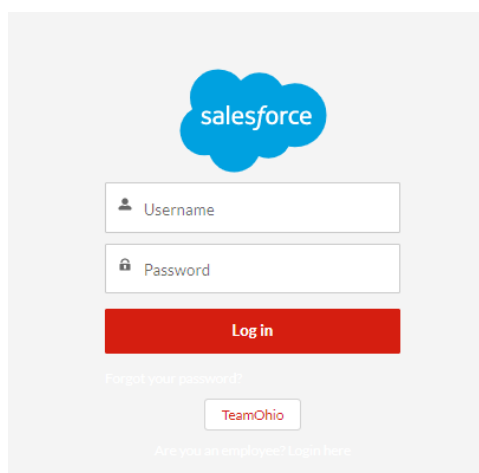 salesforce
Username
Password
Log in
Forgot your password?
TeamOhio
Are you an employee? Login here